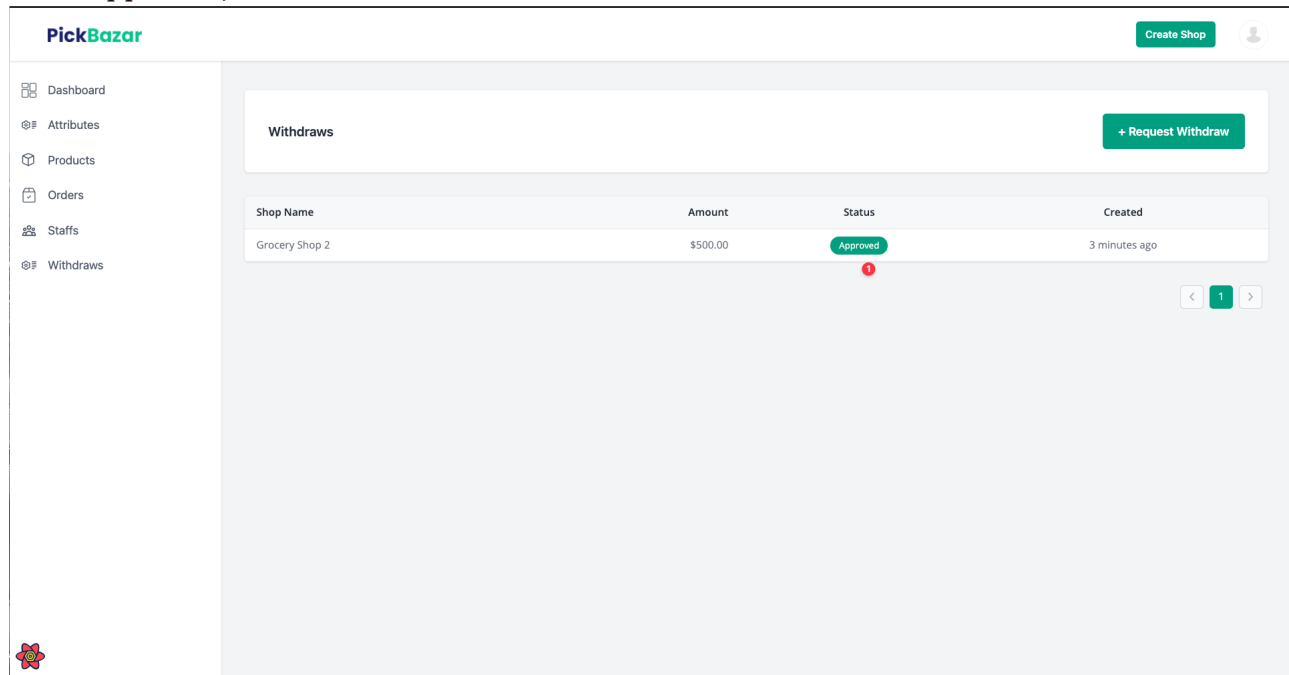 PickBazar
Create Shop
Dashboard
Attributes
Products
Orders
Staffs
Withdraws
Withdraws
+ Request Withdraw
Shop Name Amount Status Created
Grocery Shop 2 $500.00 Approved 3 minutes ago
1
< 1 >